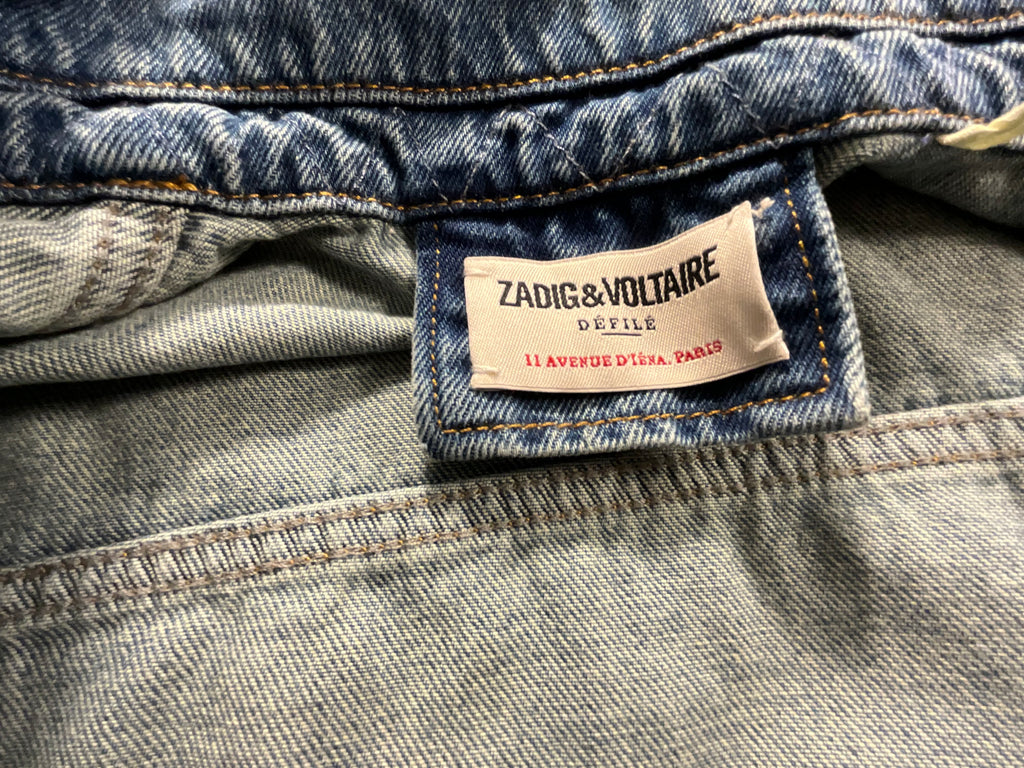 ZADIG&VOLTAIRE
DÉFILÉ
11 AVENUE D'IÉNA. PARIS